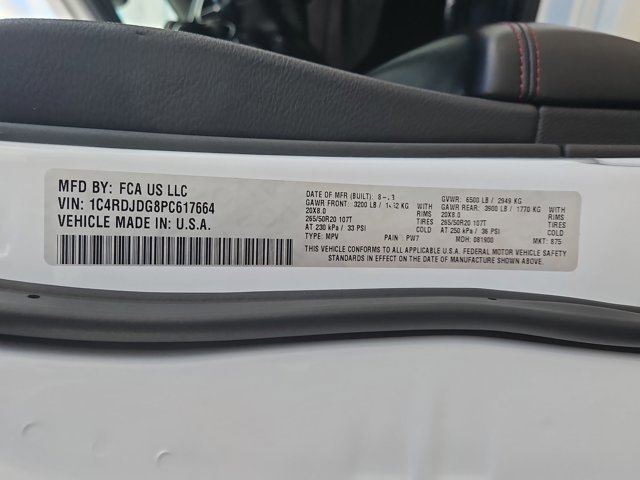 MFD BY: FCA US LLC
VIN: 1C4RDJDG8PC617664
VEHICLE MADE IN: U.S.A.
DATE OF MFR (BUILT):
GAWR FRONT: 3200 LB / KG WITH
20X8.0 RIMS
265/50R20 107T TIRES
AT 230 kPa / 33 PSI COLD
TYPE: MPV PAIN : PW7
GVWR: 6500 LB / 2949 KG
GAWR REAR: 3900 LB / 1770 KG WITH
20X8.0 RIMS
265/50R20 107T TIRES
AT 250 kPa / 36 PSI COLD
MDH: 081900 MKT: 875
THIS VEHICLE CONFORMS TO ALL APPLICABLE U.S.A. FEDERAL MOTOR VEHICLE SAFETY
STANDARDS IN EFFECT ON THE DATE OF MANUFACTURE SHOWN ABOVE.